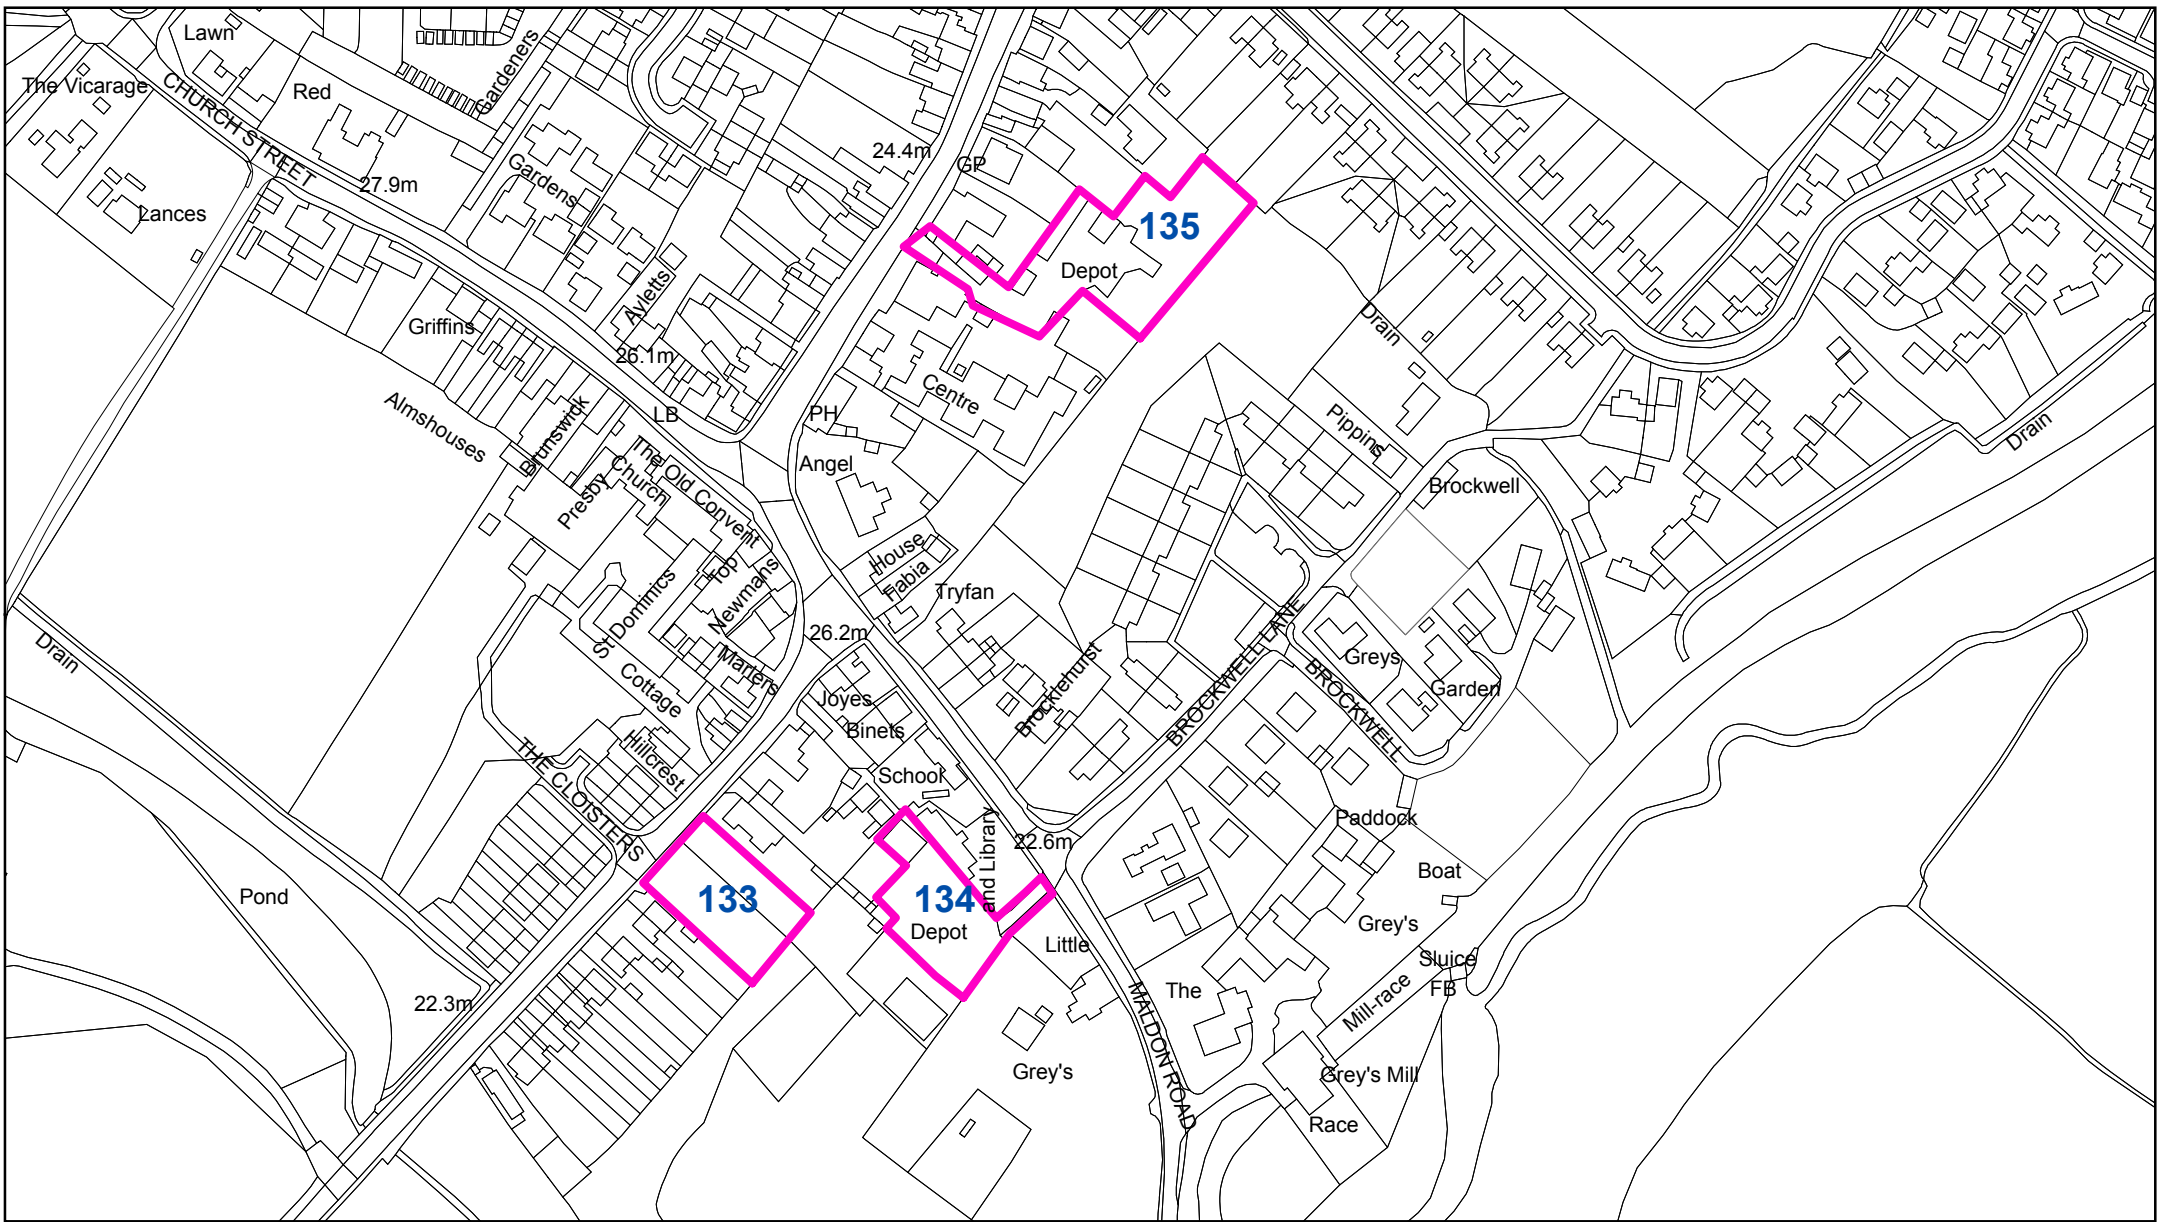 Lawn
The Vicarage
CHURCH STREET
Red
Gardeners
24.4m
GP
27.9m
Gardens
Lances
135
Depot
Ayletts
Griffins
26.1m
Drain
Almshouses
Brunswick
LB
PH
Centre
Pippins
Drain
The Old Convent
Church
Presby
Angel
Brockwell
House
Fabia
Tryfan
Top
Newmans
St Dominics
26.2m
Drain
Cottage
Marlers
Joyes
Binets
Brocklehurst
BROCKWELL LANE
BROCKWELL
Greys
Garden
THE CLOISTERS
Hillcrest
School
and Library
22.6m
Paddock
Boat
Pond
133
134
Depot
Little
Grey's
Sluice
FB
Mill-race
22.3m
The
MALDON ROAD
Grey's
Grey's Mill
Race